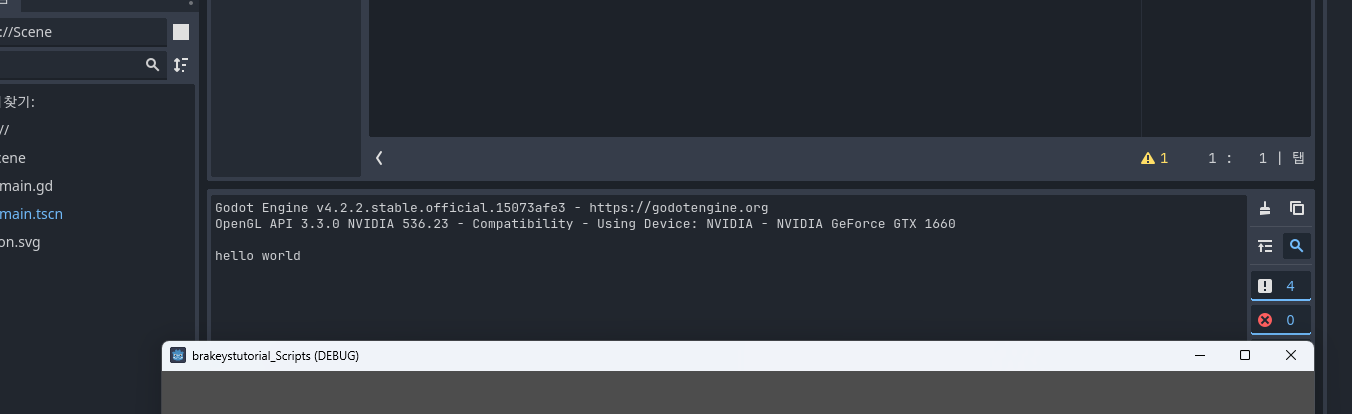 ://Scene
찾기:
//
cene
main.gd
main.tscn
on.svg
1 1 : 1 | 탭
Godot Engine v4.2.2.stable.official.15073afe3 - https://godotengine.org
OpenGL API 3.3.0 NVIDIA 536.23 - Compatibility - Using Device: NVIDIA - NVIDIA GeForce GTX 1660
hello world
4
0
brakeystutorial_Scripts (DEBUG)